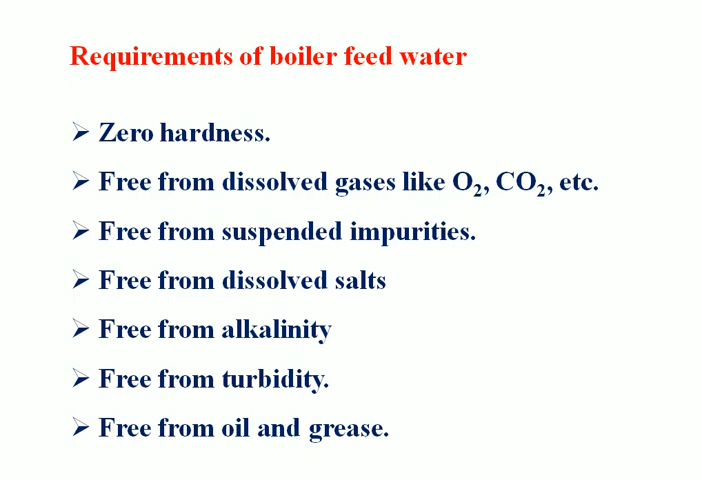 Requirements of boiler feed water
➢ Zero hardness.
➢ Free from dissolved gases like O₂, CO₂, etc.
➢ Free from suspended impurities.
➢ Free from dissolved salts
➢ Free from alkalinity
➢ Free from turbidity.
➢ Free from oil and grease.